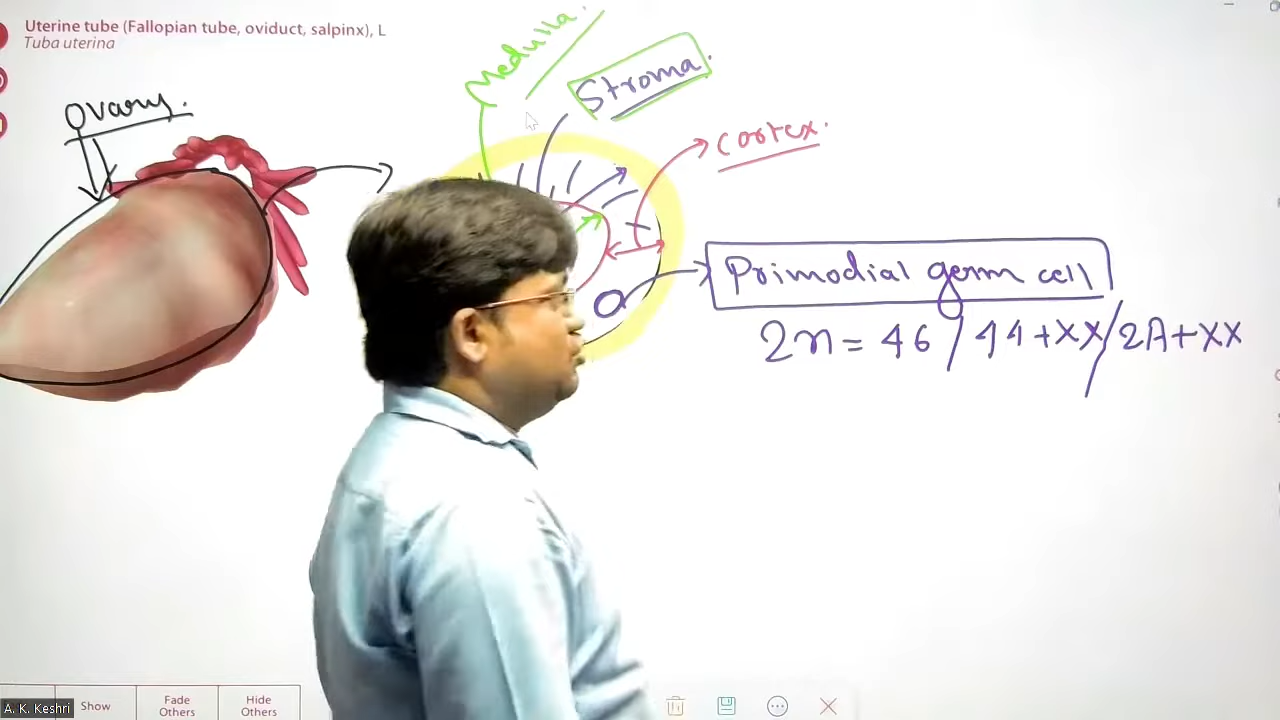 Uterine tube (Fallopian tube, oviduct, salpinx), L
Tuba uterina
Ovary.
Medulla.
Stroma.
Cortex.
Primodial germ cell
2n = 46 / 44+XX / 2A+XX
A. K. Keshri
Show
Fade
Others
Hide
Others